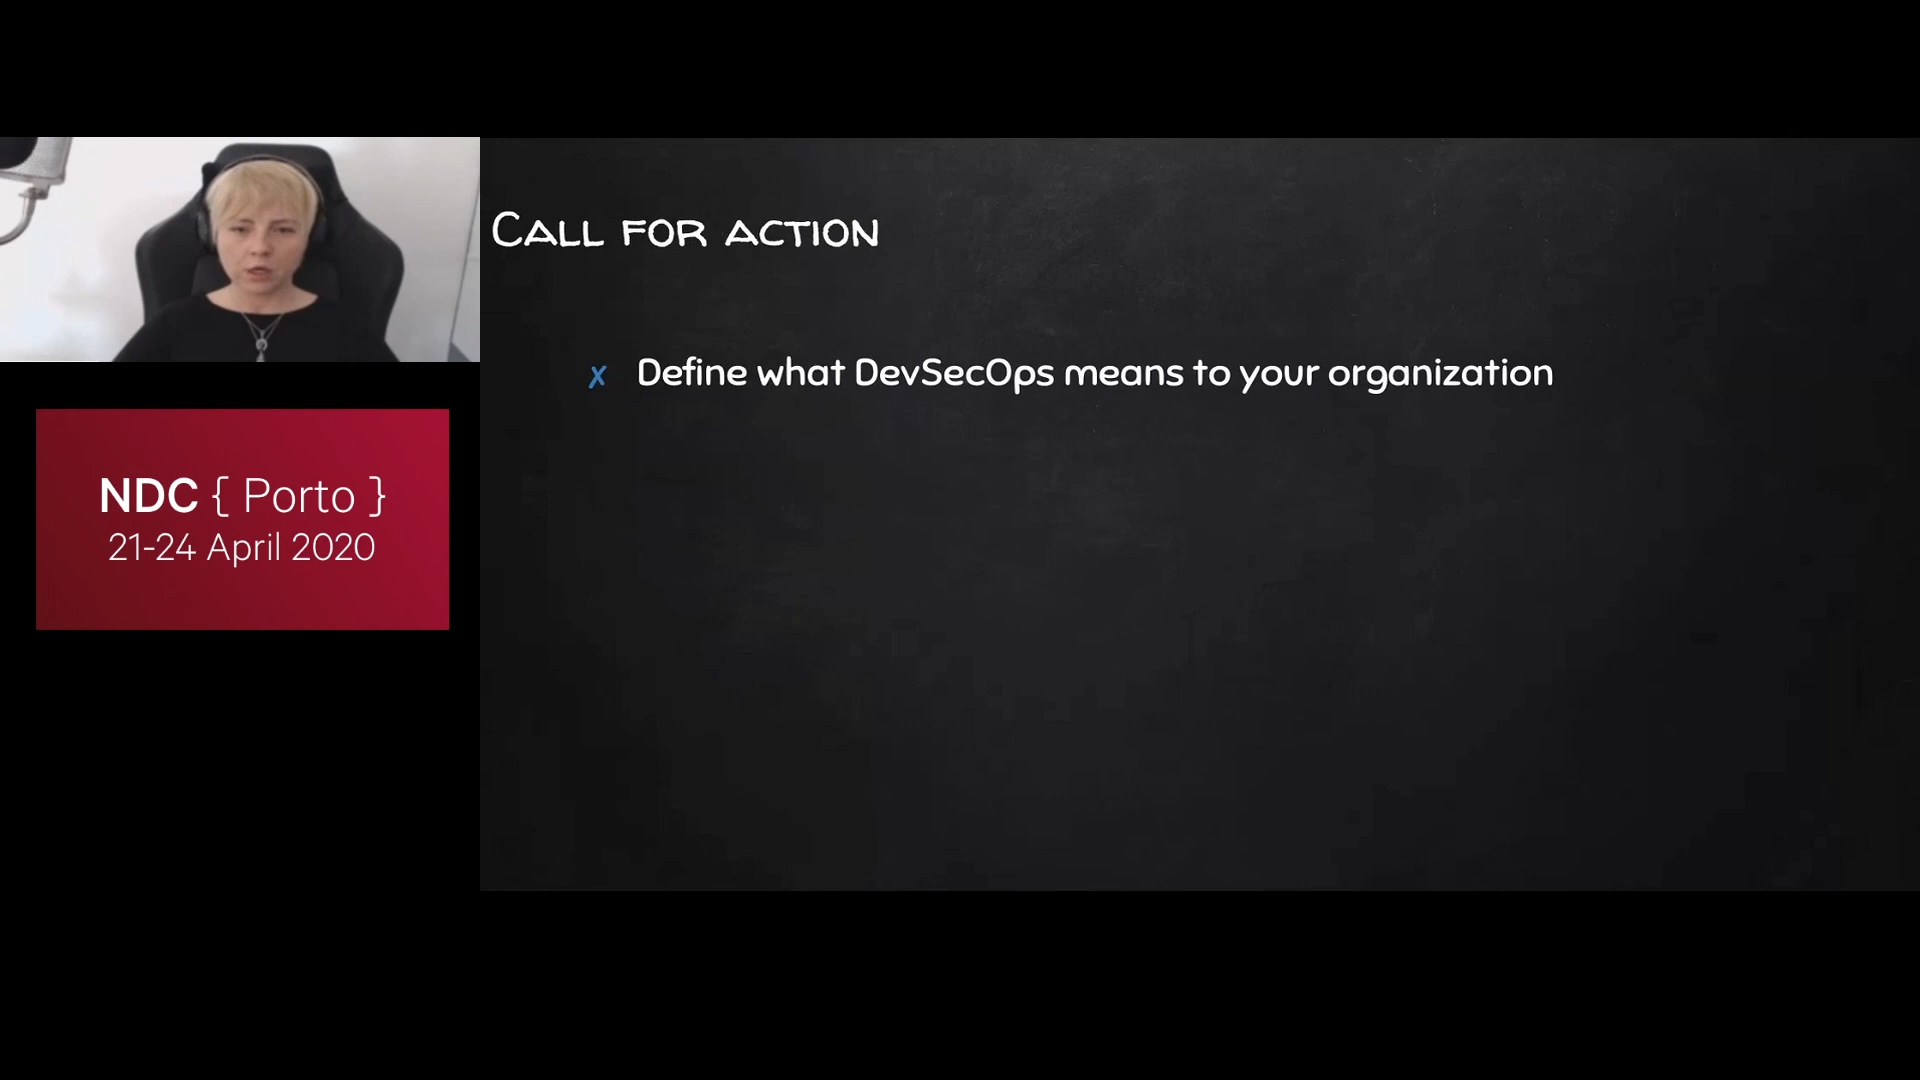 Call for action
x Define what DevSecOps means to your organization
NDC { Porto }
21-24 April 2020